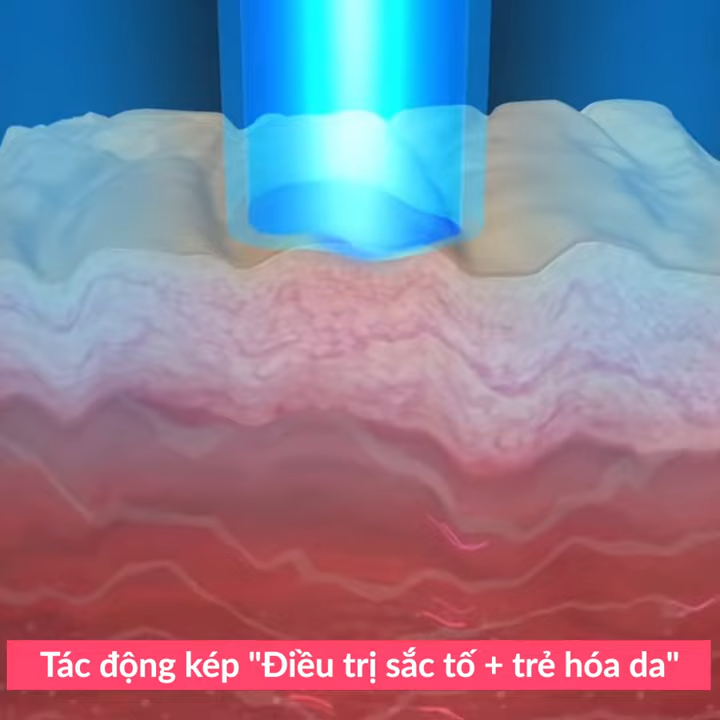 Tác động kép "Điều trị sắc tố + trẻ hóa da"